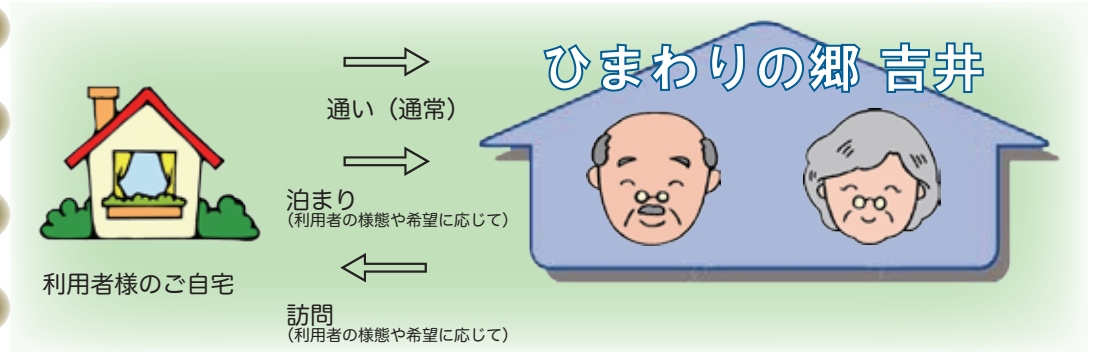 ひまわりの郷 吉井
通い（通常）
泊まり
（利用者の様態や希望に応じて）
利用者様のご自宅
訪問
（利用者の様態や希望に応じて）